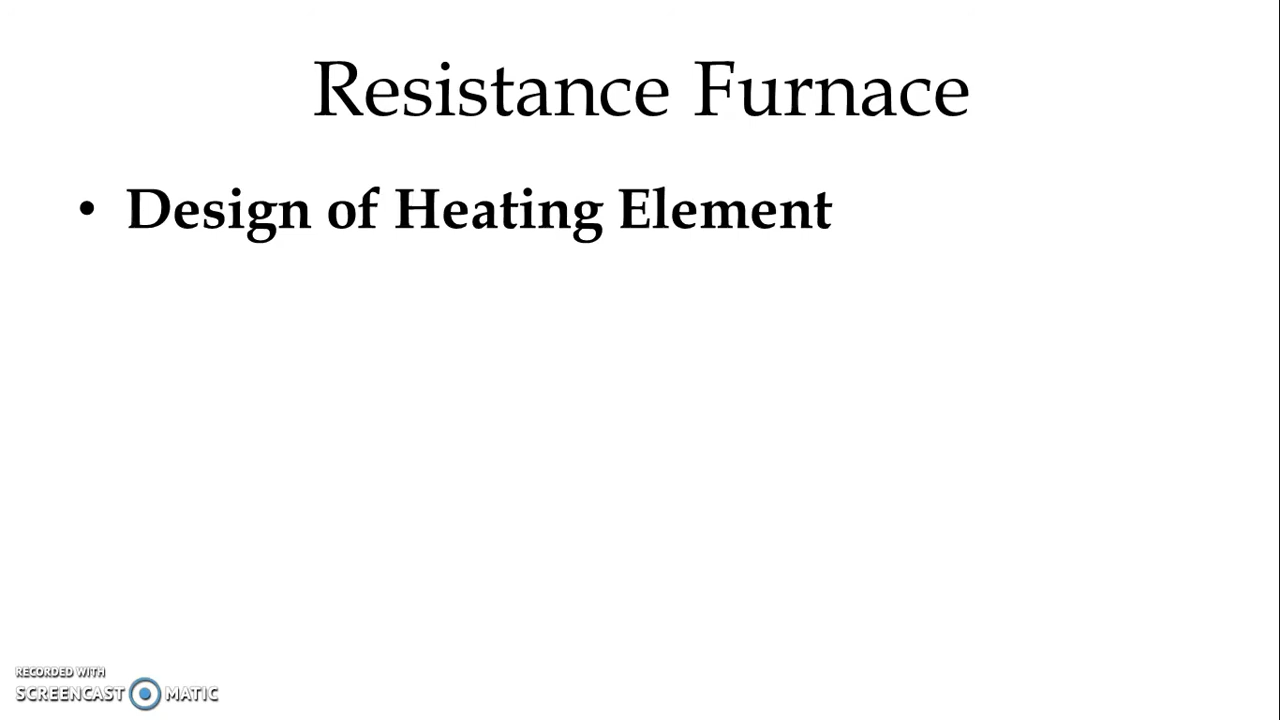 Resistance Furnace
• Design of Heating Element
RECORDED WITH
SCREENCAST MATIC